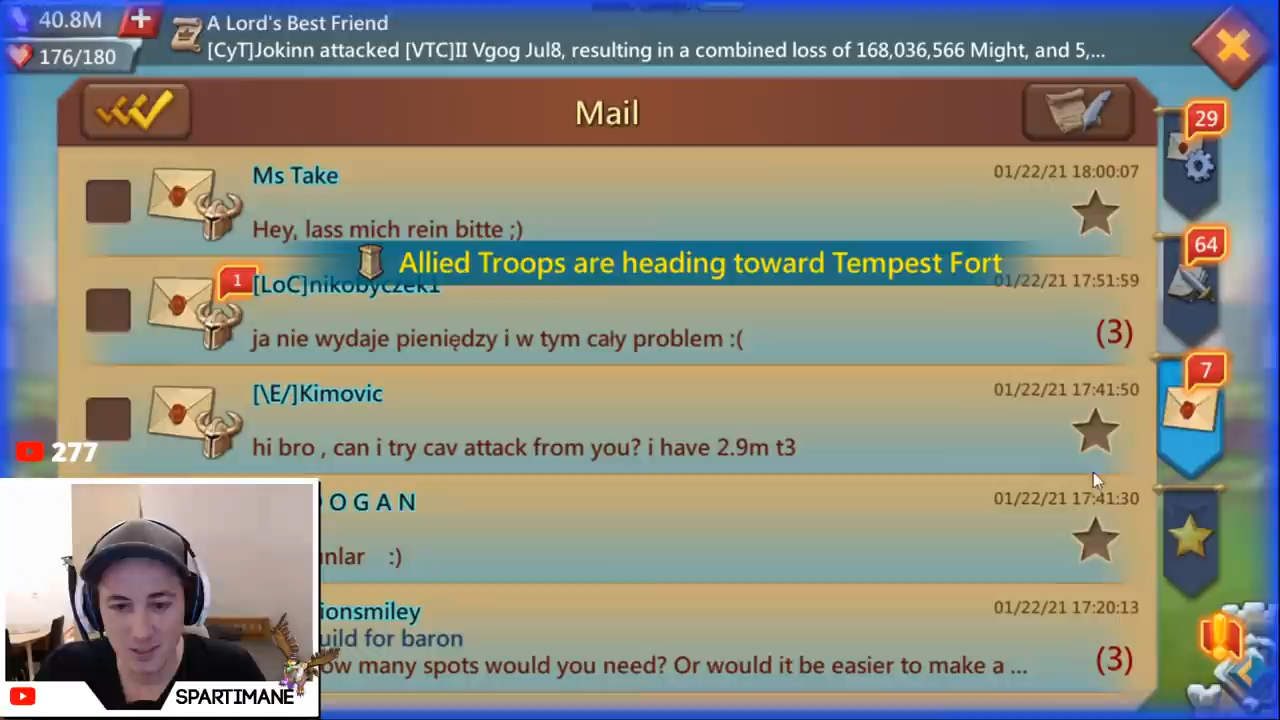 40.8M
A Lord's Best Friend
176/180
[CyT]Jokinn attacked [VTC]II Vgog Jul8, resulting in a combined loss of 168,036,566 Might, and 5,...
Mail
29
Ms Take
01/22/21 18:00:07
Hey, lass mich rein bitte ;)
64
Allied Troops are heading toward Tempest Fort
1
[LoC]nikobyczek1
01/22/21 17:51:59
ja nie wydaje pieniędzy i w tym cały problem :(
(3)
7
[\E/]Kimovic
01/22/21 17:41:50
hi bro , can i try cav attack from you? i have 2.9m t3
277
O G A N
01/22/21 17:41:30
unlar :)
ionsmiley
01/22/21 17:20:13
uild for baron
ow many spots would you need? Or would it be easier to make a ...
(3)
SPARTIMANE